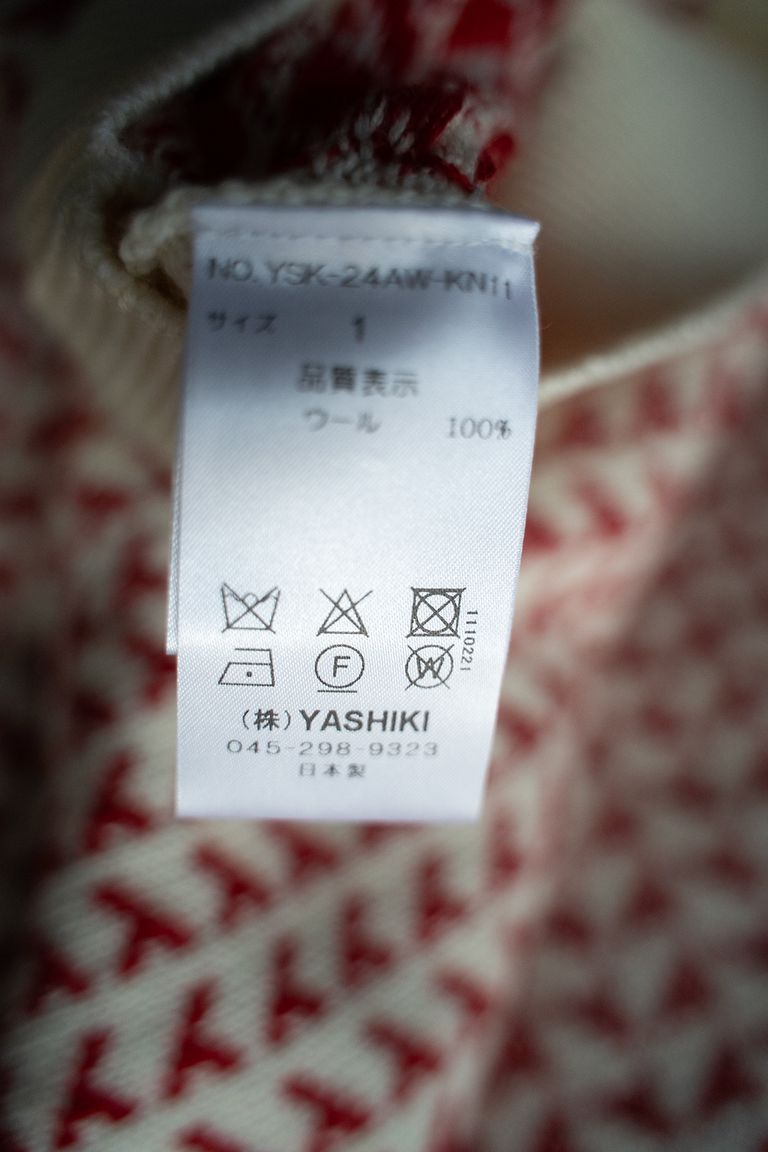 NO. YSK-24AW-KN11
サイズ 1
品質表示
ウール 100%
1110221
F
W
(株) YASHIKI
045-298-9323
日本製